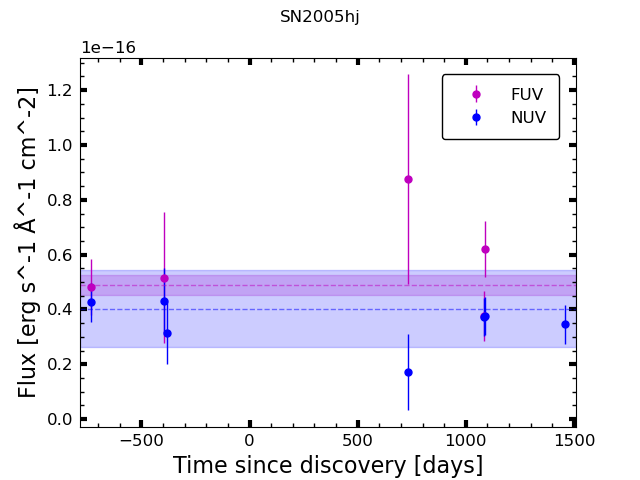 SN2005hj
1e−16
FUV
NUV
1.2
1.0
0.8
0.6
0.4
0.2
0.0
−500
0
500
1000
1500
Flux [erg s^-1 Å^-1 cm^-2]
Time since discovery [days]